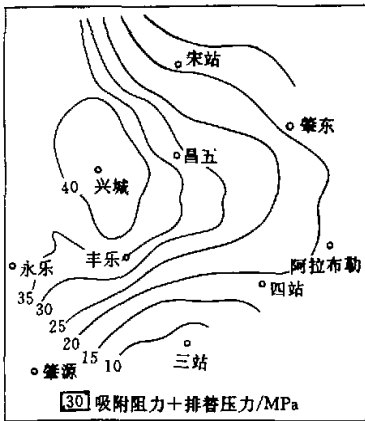 宋站
肇东
昌五
兴城
40
丰乐
永乐
阿拉布勒
35
30
四站
25
20
15
10
三站
肇源
30 吸附阻力+排替压力/MPa